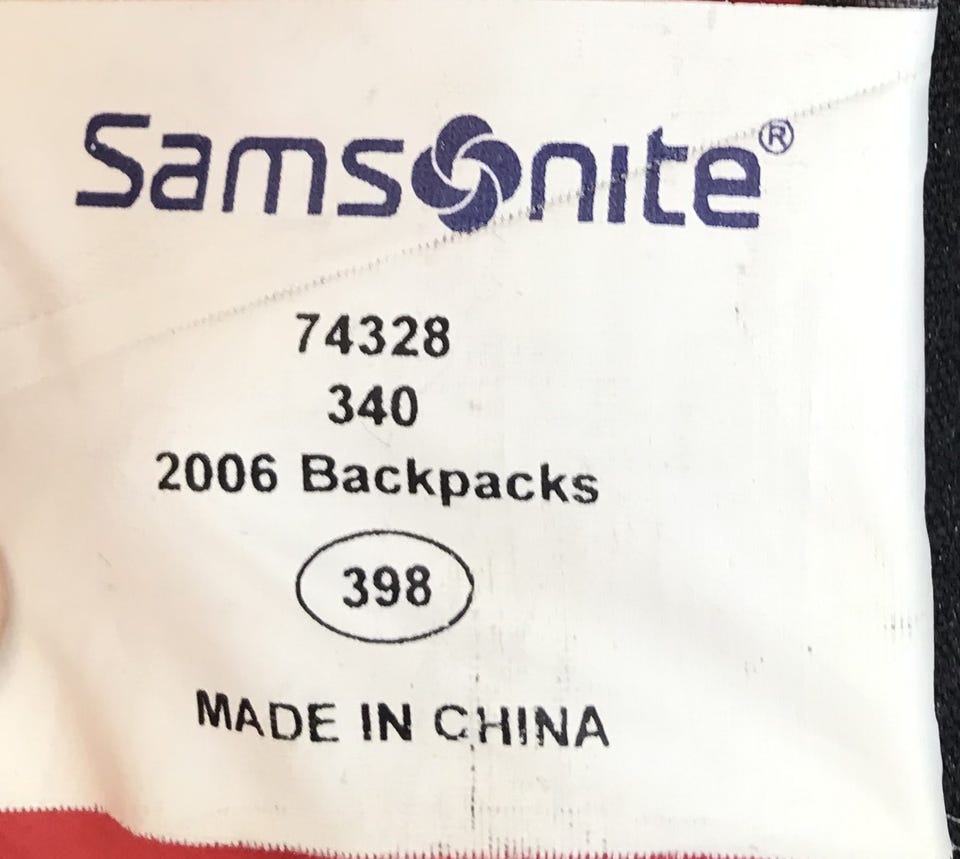 Samsonite®
74328
340
2006 Backpacks
398
MADE IN CHINA